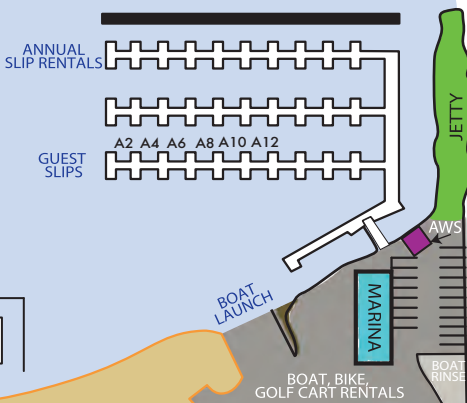 ANNUAL
SLIP RENTALS
JETTY
A2 A4 A6 A8 A10 A12
GUEST
SLIPS
AWS
BOAT
LAUNCH
MARINA
BOAT, BIKE,
GOLF CART RENTALS
BOAT
RINSE